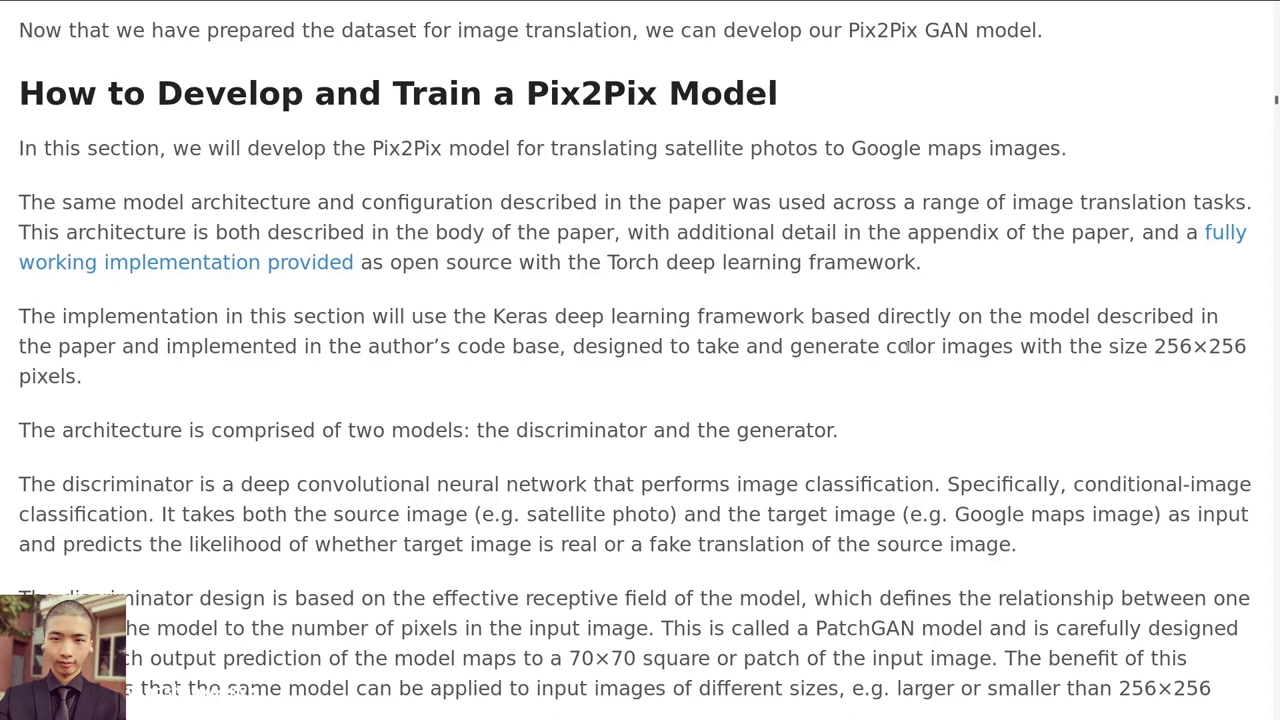 Now that we have prepared the dataset for image translation, we can develop our Pix2Pix GAN model.
How to Develop and Train a Pix2Pix Model
In this section, we will develop the Pix2Pix model for translating satellite photos to Google maps images.
The same model architecture and configuration described in the paper was used across a range of image translation tasks.
This architecture is both described in the body of the paper, with additional detail in the appendix of the paper, and a fully
working implementation provided as open source with the Torch deep learning framework.
The implementation in this section will use the Keras deep learning framework based directly on the model described in
the paper and implemented in the author’s code base, designed to take and generate color images with the size 256×256
pixels.
The architecture is comprised of two models: the discriminator and the generator.
The discriminator is a deep convolutional neural network that performs image classification. Specifically, conditional-image
classification. It takes both the source image (e.g. satellite photo) and the target image (e.g. Google maps image) as input
and predicts the likelihood of whether target image is real or a fake translation of the source image.
The discriminator design is based on the effective receptive field of the model, which defines the relationship between one
the model to the number of pixels in the input image. This is called a PatchGAN model and is carefully designed
output prediction of the model maps to a 70×70 square or patch of the input image. The benefit of this
that the same model can be applied to input images of different sizes, e.g. larger or smaller than 256×256